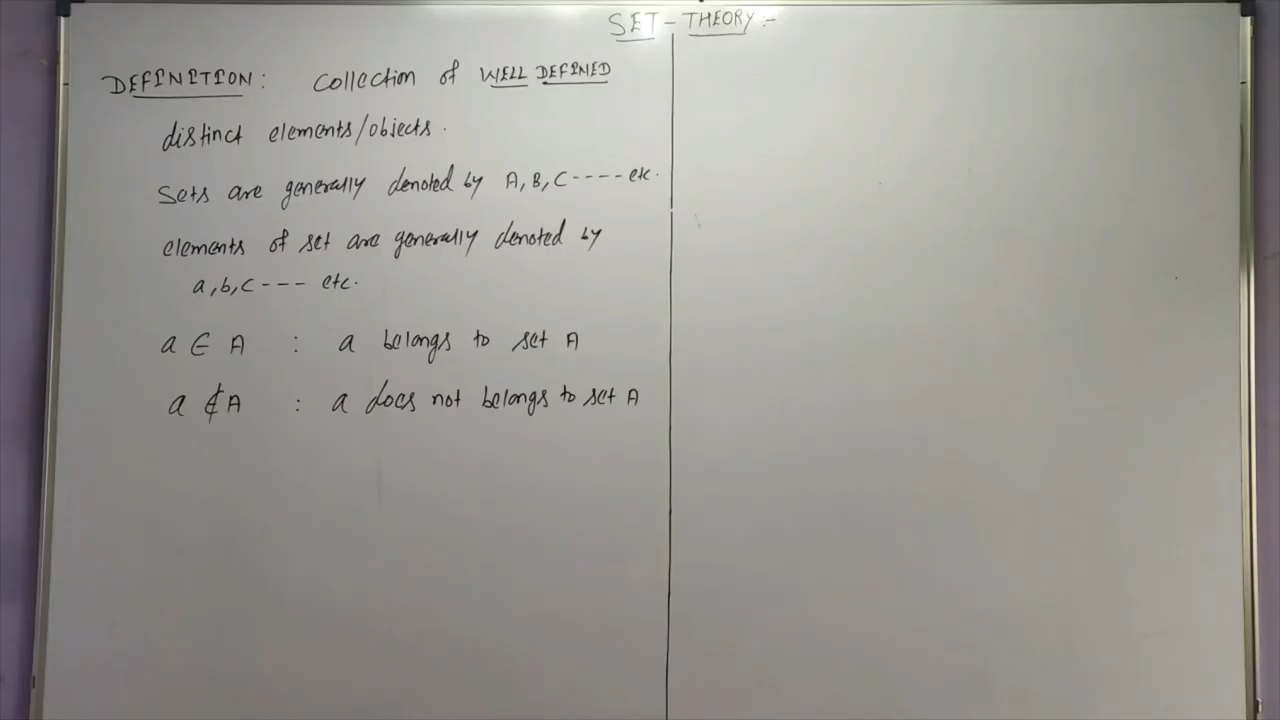 SET - THEORY :-
DEFINITION : collection of WELL DEFINED
distinct elements/objects.
Sets are generally denoted by A, B, C ---- etc.
elements of set are generally denoted by
a, b, c --- etc.
a ∈ A : a belongs to set A
a ∉ A : a does not belongs to set A